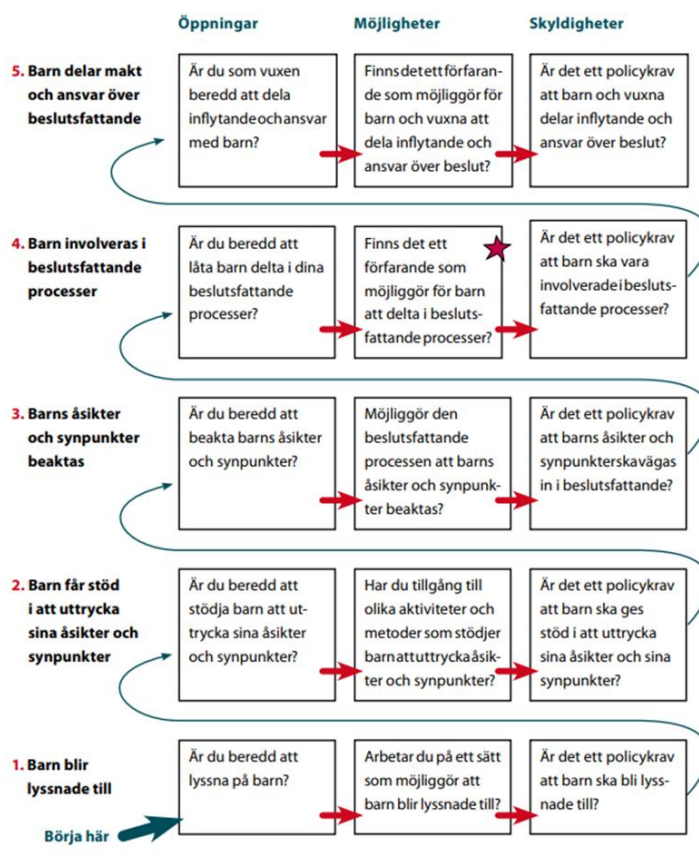 Öppningar
Möjligheter
Skyldigheter
5. Barn delar makt
och ansvar över
beslutsfattande
Är du som vuxen
beredd att dela
inflytande och ansvar
med barn?
Finns det ett förfaran-
de som möjliggör för
barn och vuxna att
dela inflytande och
ansvar över beslut?
Är det ett policykrav
att barn och vuxna
delar inflytande och
ansvar över beslut?
4. Barn involveras i
beslutsfattande
processer
Är du beredd att
låta barn delta i dina
beslutsfattande
processer?
Finns det ett
förfarande som
möjliggör för barn
att delta i besluts-
fattande processer?
Är det ett policykrav
att barn ska vara
involverade i besluts-
fattande processer?
3. Barns åsikter
och synpunkter
beaktas
Är du beredd att
beakta barns åsikter
och synpunkter?
Möjliggör den
beslutsfattande
processen att barns
åsikter och synpunk-
ter beaktas?
Är det ett policykrav
att barns åsikter och
synpunkter ska vägas
in i beslutsfattande?
2. Barn får stöd
i att uttrycka
sina åsikter och
synpunkter
Är du beredd att
stödja barn att ut-
trycka sina åsikter
och synpunkter?
Har du tillgång till
olika aktiviteter och
metoder som stödjer
barn att uttrycka åsik-
ter och synpunkter?
Är det ett policykrav
att barn ska ges
stöd i att uttrycka
sina åsikter och sina
synpunkter?
1. Barn blir
lyssnade till
Är du beredd att
lyssna på barn?
Arbetar du på ett sätt
som möjliggör att
barn blir lyssnade till?
Är det ett policykrav
att barn ska bli lyss-
nade till?
Börja här